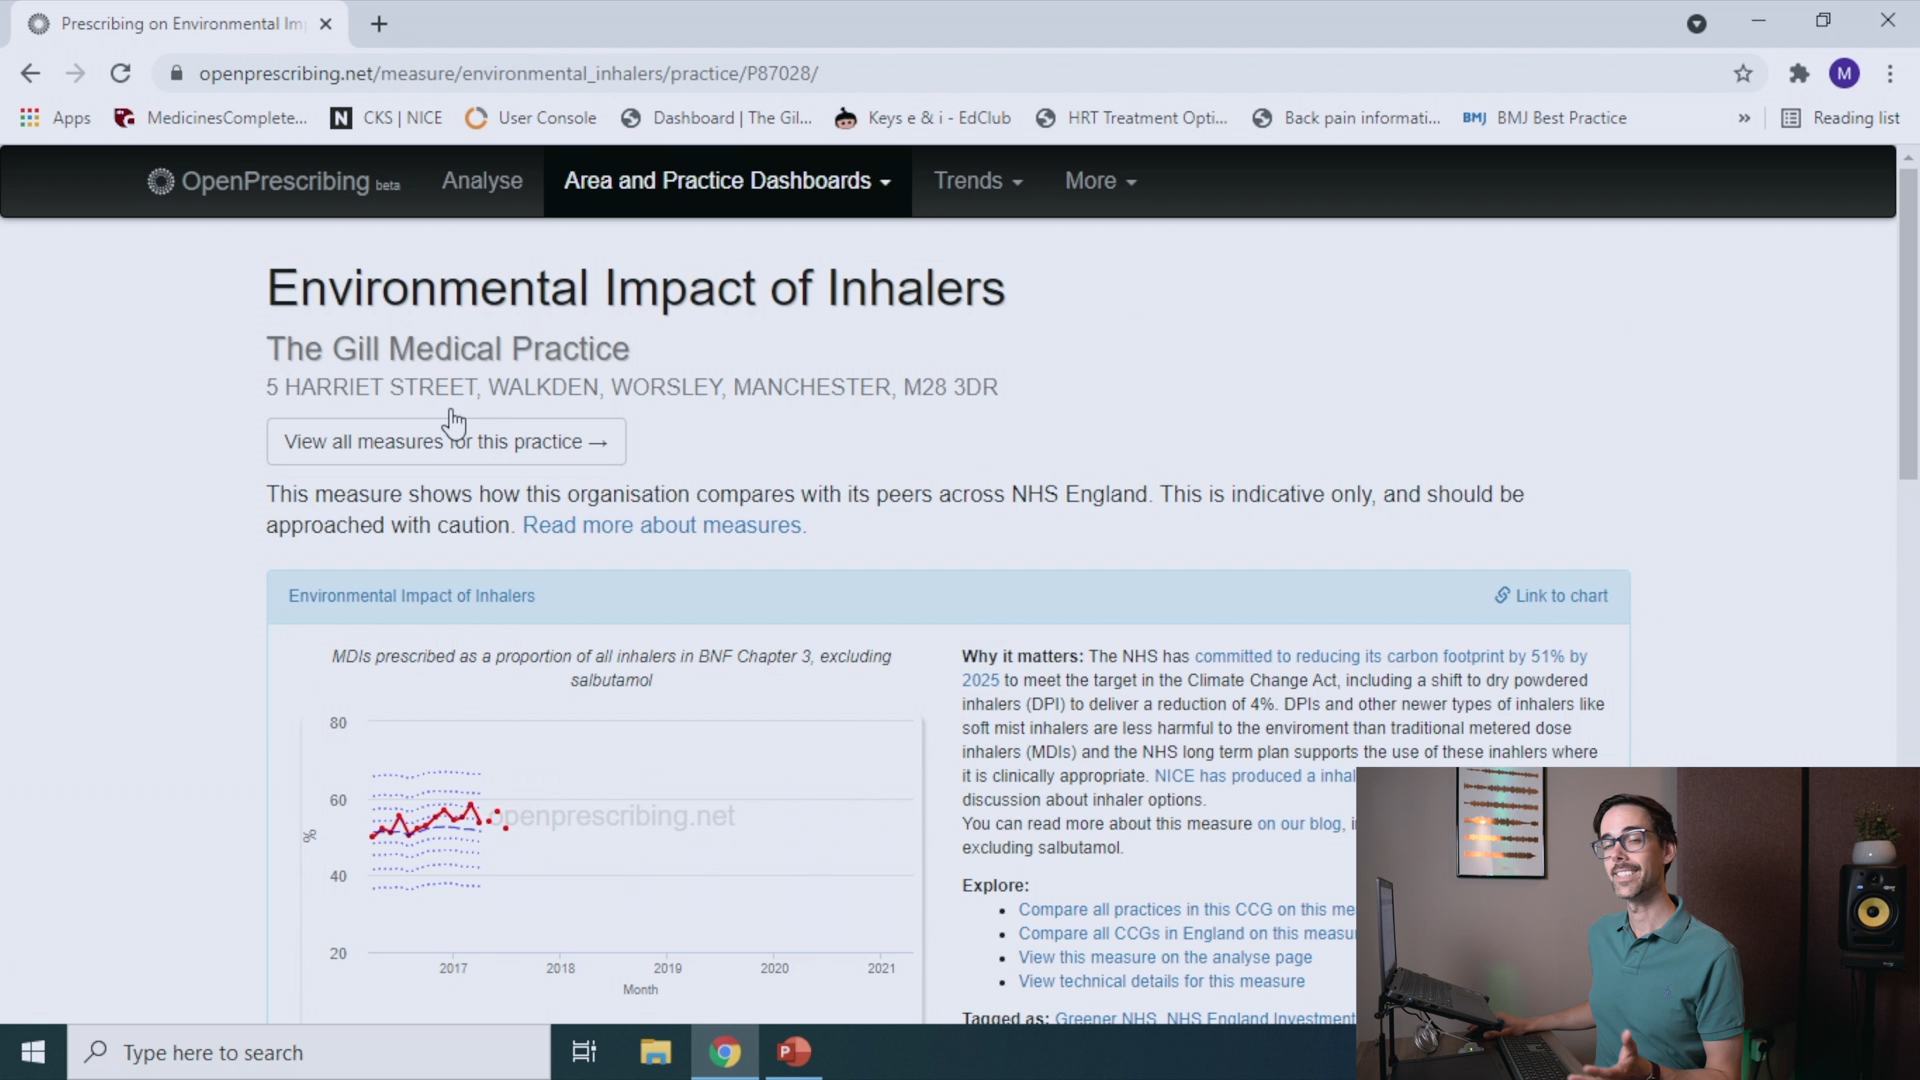 Prescribing on Environmental Im
openprescribing.net/measure/environmental_inhalers/practice/P87028/
M
Apps
MedicinesComplete...
N
CKS | NICE
User Console
Dashboard | The Gil...
Keys e & i - EdClub
HRT Treatment Opti...
Back pain informati...
BMJ
BMJ Best Practice
»
Reading list
OpenPrescribing beta
Analyse
Area and Practice Dashboards
Trends
More
Environmental Impact of Inhalers
The Gill Medical Practice
5 HARRIET STREET, WALKDEN, WORSLEY, MANCHESTER, M28 3DR
View all measures for this practice →
This measure shows how this organisation compares with its peers across NHS England. This is indicative only, and should be
approached with caution. Read more about measures.
Environmental Impact of Inhalers
Link to chart
MDIs prescribed as a proportion of all inhalers in BNF Chapter 3, excluding
salbutamol
80
60
40
20
%
openprescribing.net
2017
2018
2019
2020
2021
Month
Why it matters: The NHS has committed to reducing its carbon footprint by 51% by
2025 to meet the target in the Climate Change Act, including a shift to dry powdered
inhalers (DPI) to deliver a reduction of 4%. DPIs and other newer types of inhalers like
soft mist inhalers are less harmful to the enviroment than traditional metered dose
inhalers (MDIs) and the NHS long term plan supports the use of these inahlers where
it is clinically appropriate. NICE has produced a inhal
discussion about inhaler options.
You can read more about this measure on our blog, i
excluding salbutamol.
Explore:
Compare all practices in this CCG on this me
Compare all CCGs in England on this measu
View this measure on the analyse page
View technical details for this measure
Tagged as: Greener NHS, NHS England Investment
Type here to search
P